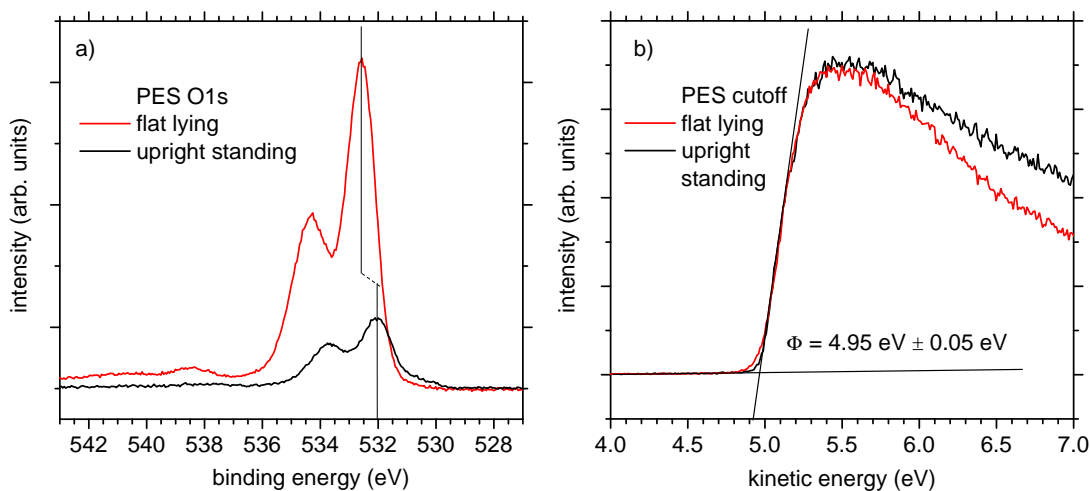 a)
PES O1s
flat lying
upright standing
intensity (arb. units)
542 540 538 536 534 532 530 528
binding energy (eV)
b)
PES cutoff
flat lying
upright
standing
Φ = 4.95 eV ± 0.05 eV
intensity (arb. units)
4.0 4.5 5.0 5.5 6.0 6.5 7.0
kinetic energy (eV)